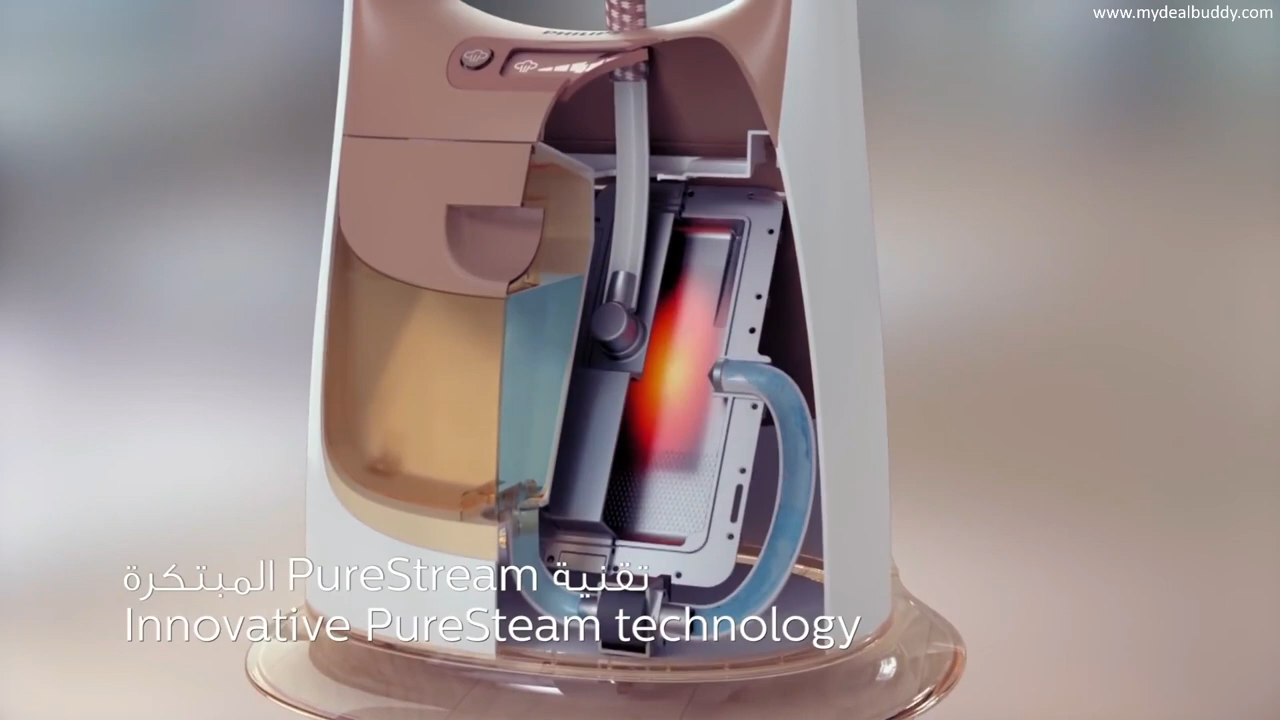 www.mydealbuddy.com
PHILIPS
تقنية PureStream المبتكرة
Innovative PureSteam technology